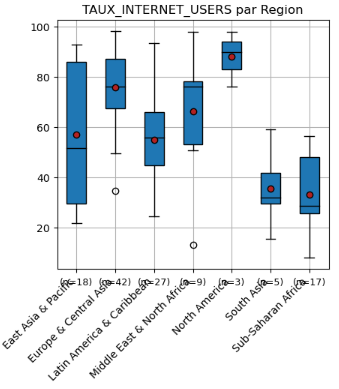 TAUX_INTERNET_USERS par Region
100
80
60
40
20
(n=18) (n=42) (n=27) (n=9) (n=3) (n=5) (n=17)
East Asia & Pacific
Europe & Central Asia
Latin America & Caribbean
Middle East & North Africa
North America
South Asia
Sub-Saharan Africa